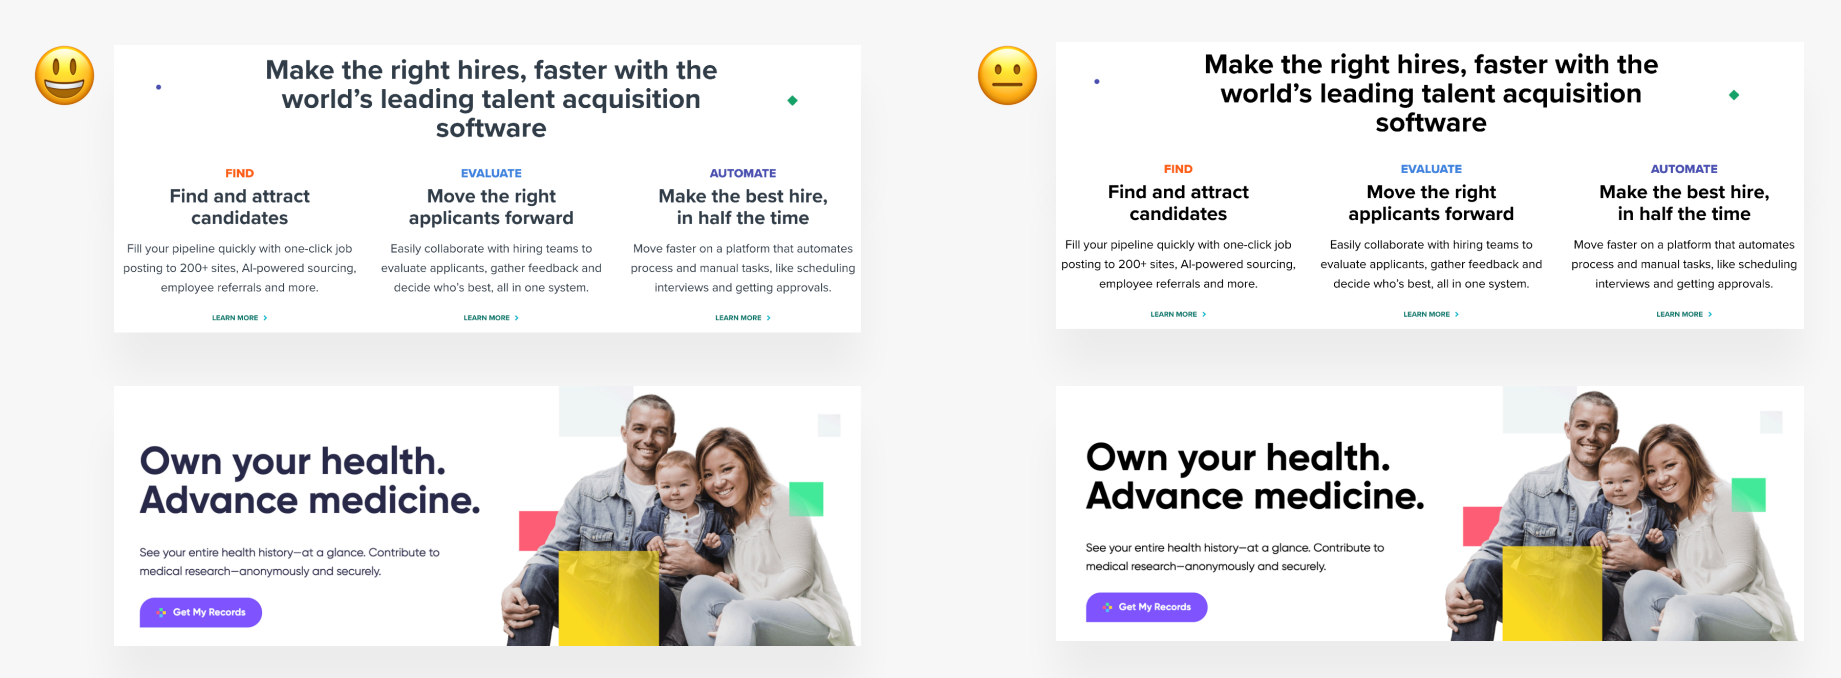 Make the right hires, faster with the
world's leading talent acquisition
software
FIND
Find and attract
candidates
Fill your pipeline quickly with one-click job
posting to 200+ sites, AI-powered sourcing,
employee referrals and more.
LEARN MORE >
EVALUATE
Move the right
applicants forward
Easily collaborate with hiring teams to
evaluate applicants, gather feedback and
decide who's best, all in one system.
LEARN MORE >
AUTOMATE
Make the best hire,
in half the time
Move faster on a platform that automates
process and manual tasks, like scheduling
interviews and getting approvals.
LEARN MORE >
Own your health.
Advance medicine.
See your entire health history—at a glance. Contribute to
medical research—anonymously and securely.
Get My Records
Make the right hires, faster with the
world's leading talent acquisition
software
FIND
Find and attract
candidates
Fill your pipeline quickly with one-click job
posting to 200+ sites, AI-powered sourcing,
employee referrals and more.
LEARN MORE >
EVALUATE
Move the right
applicants forward
Easily collaborate with hiring teams to
evaluate applicants, gather feedback and
decide who's best, all in one system.
LEARN MORE >
AUTOMATE
Make the best hire,
in half the time
Move faster on a platform that automates
process and manual tasks, like scheduling
interviews and getting approvals.
LEARN MORE >
Own your health.
Advance medicine.
See your entire health history—at a glance. Contribute to
medical research—anonymously and securely.
Get My Records